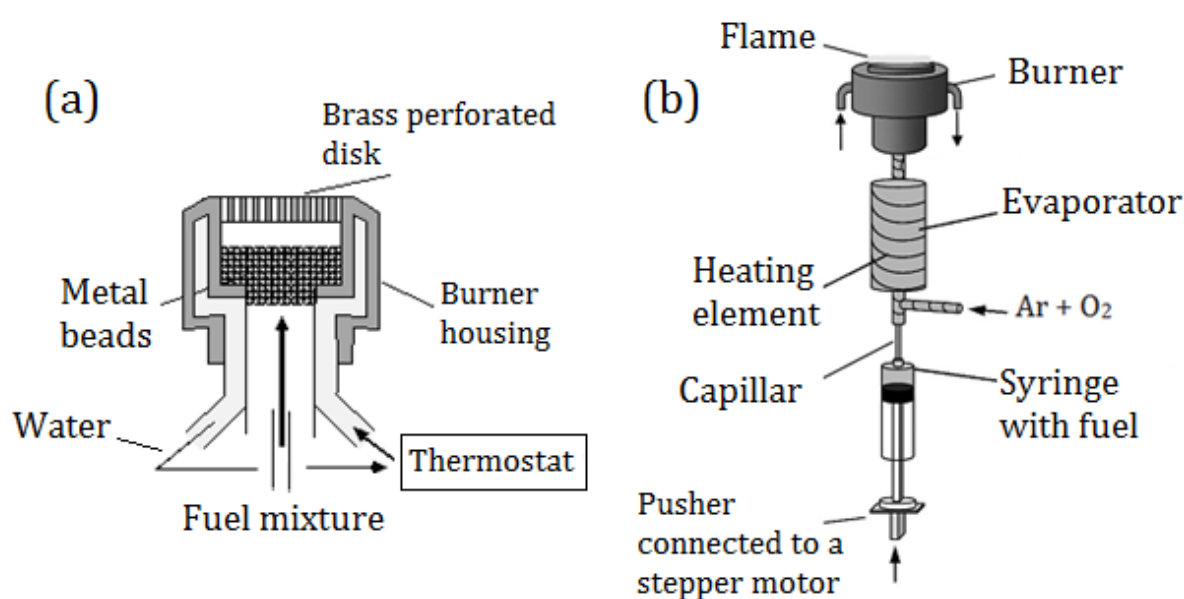 (a)
Brass perforated
disk
Metal
beads
Burner
housing
Water
Thermostat
Fuel mixture
(b)
Flame
Burner
Evaporator
Heating
element
Ar + O₂
Capillar
Syringe
with fuel
Pusher
connected to a
stepper motor